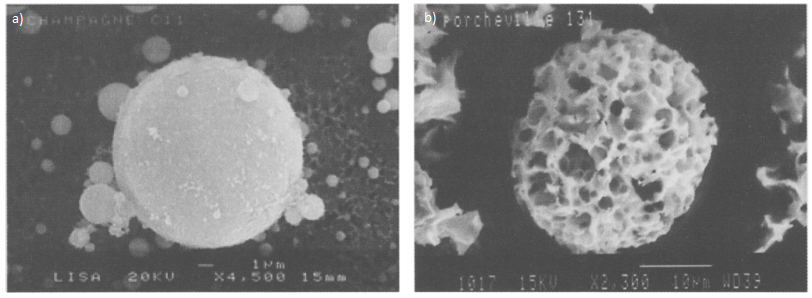 a) CHAMPAGNE C11
1µm
LISA 20KV X4,500 15mm
b) Porcheville 131
1017 15KV X2,300 10µm WD39